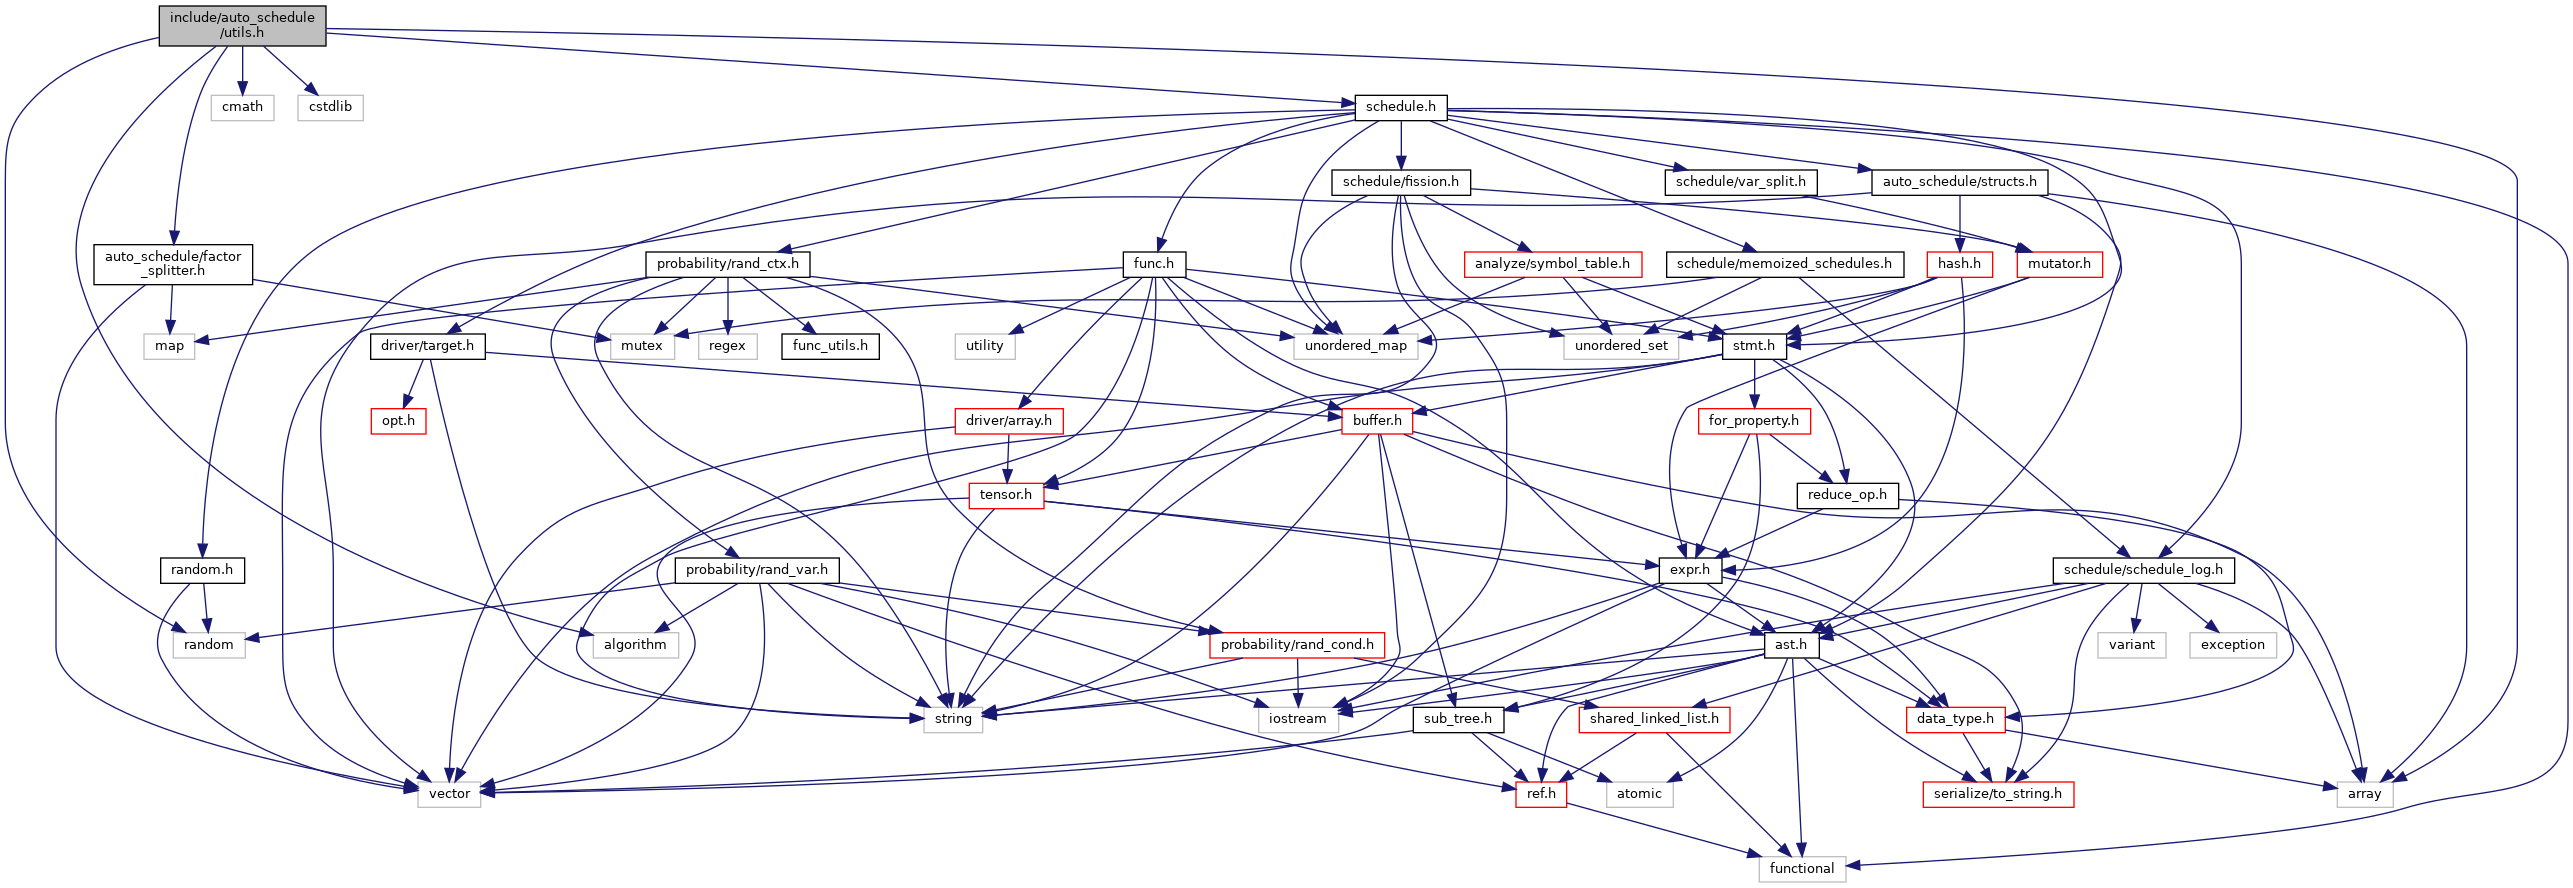 include/auto_schedule
/utils.h
cmath
cstdlib
schedule.h
schedule/fission.h
schedule/var_split.h
auto_schedule/structs.h
auto_schedule/factor
_splitter.h
probability/rand_ctx.h
func.h
analyze/symbol_table.h
schedule/memoized_schedules.h
hash.h
mutator.h
map
driver/target.h
mutex
regex
func_utils.h
utility
unordered_map
unordered_set
stmt.h
opt.h
driver/array.h
buffer.h
for_property.h
tensor.h
reduce_op.h
random.h
probability/rand_var.h
expr.h
schedule/schedule_log.h
random
algorithm
probability/rand_cond.h
ast.h
variant
exception
string
iostream
sub_tree.h
shared_linked_list.h
data_type.h
vector
ref.h
atomic
serialize/to_string.h
array
functional